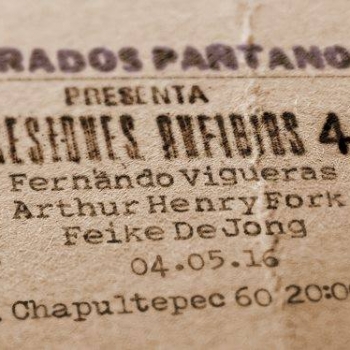 RADOS PARTANO
PRESENTA
SESIONES ANFIBIAS 4
Fernando Vigueras
Arthur Henry Fork
Feike De Jong
04.05.16
. Chapultepec 60 20:00